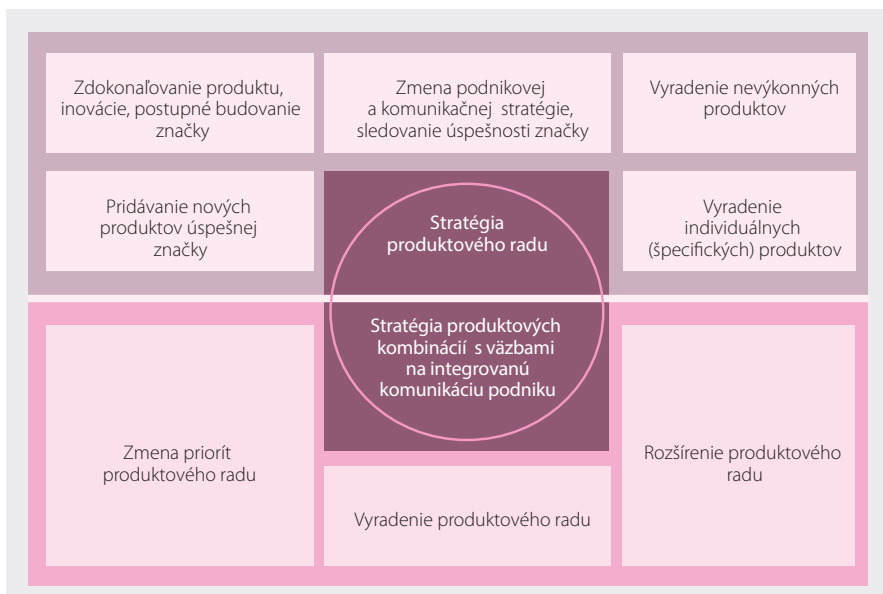 Zdokonaľovanie produktu,
inovácie, postupné budovanie
značky
Zmena podnikovej
a komunikačnej stratégie,
sledovanie úspešnosti značky
Vyradenie nevýkonných
produktov
Pridávanie nových
produktov úspešnej
značky
Stratégia
produktového radu
Vyradenie
individuálnych
(špecifických) produktov
Stratégia produktových
kombinácií s väzbami
na integrovanú
komunikáciu podniku
Zmena priorít
produktového radu
Vyradenie produktového radu
Rozšírenie produktového
radu